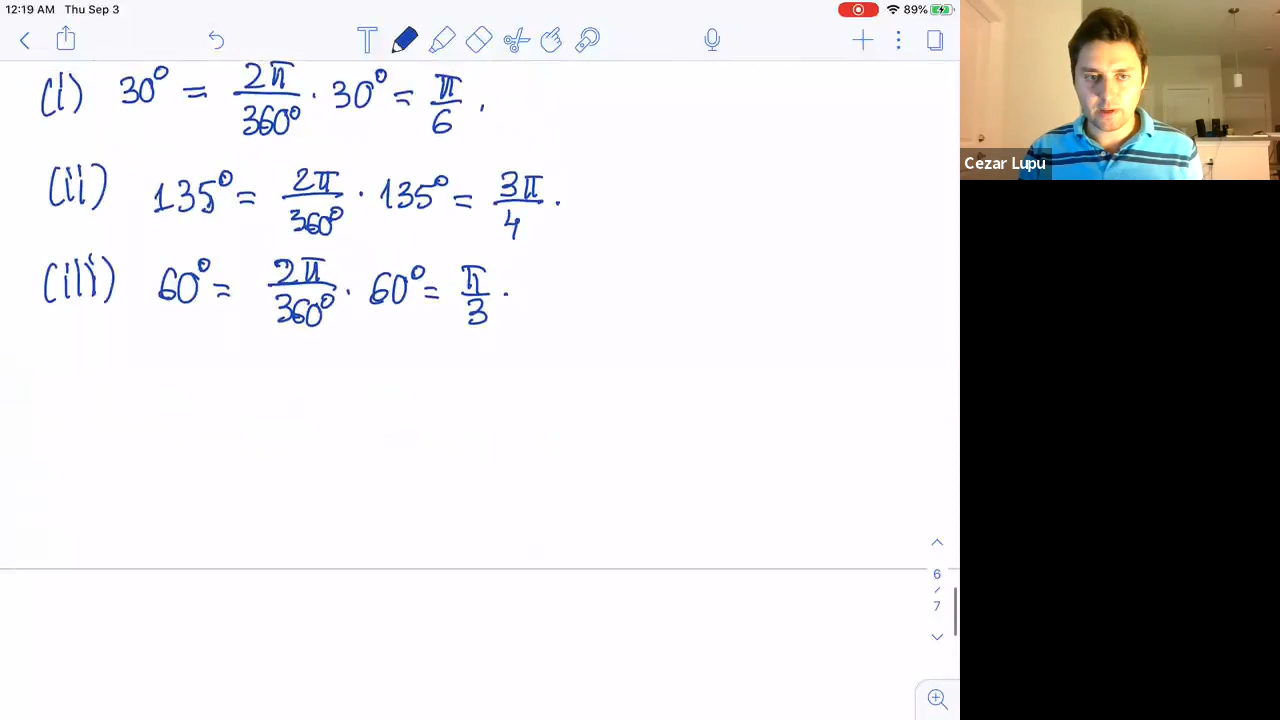 12:19 AM Thu Sep 3
89%
T
(i) 30° = 2π/360° · 30° = π/6 .
(ii) 135° = 2π/360° · 135° = 3π/4 .
(iii) 60° = 2π/360° · 60° = π/3 .
Cezar Lupu
6
/
7